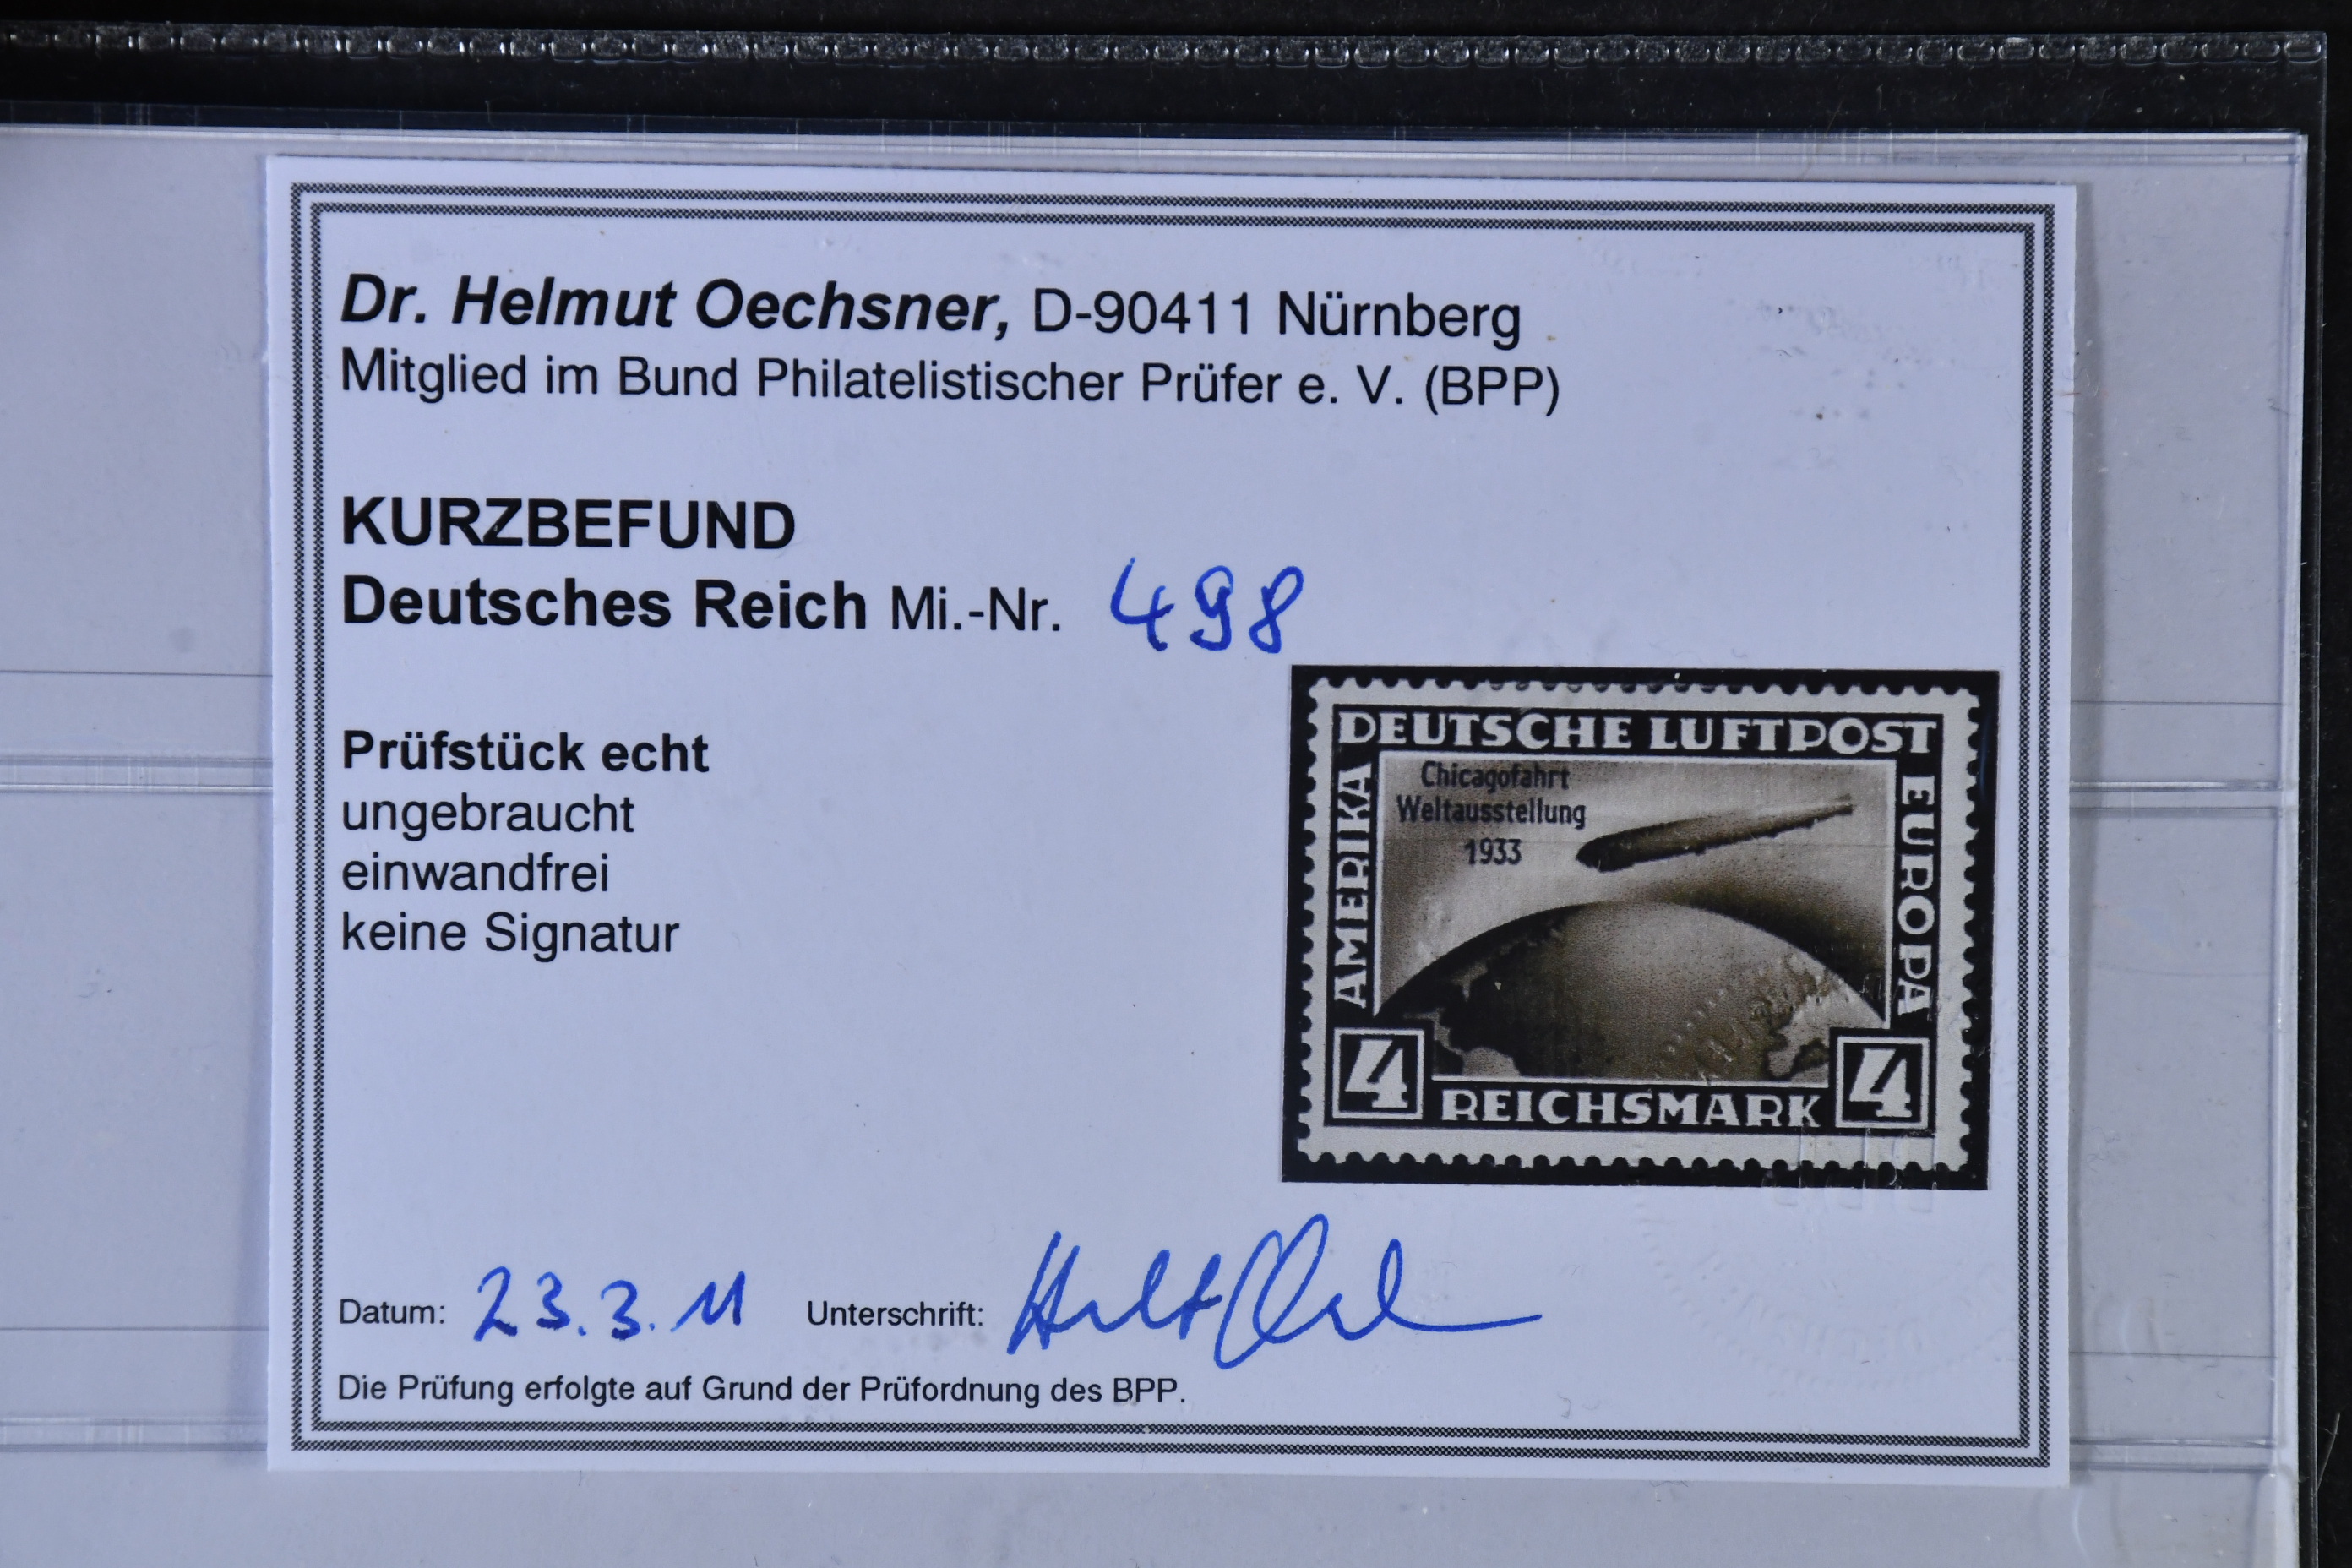 Dr. Helmut Oechsner, D-90411 Nürnberg
Mitglied im Bund Philatelistischer Prüfer e. V. (BPP)
KURZBEFUND
Deutsches Reich Mi.-Nr. 498
Prüfstück echt
ungebraucht
einwandfrei
keine Signatur
DEUTSCHE LUFTPOST
Chicagofahrt
Weltausstellung
1933
AMERIKA
EUROPA
4 REICHSMARK 4
Datum: 23.3.11 Unterschrift:
Die Prüfung erfolgte auf Grund der Prüfordnung des BPP.